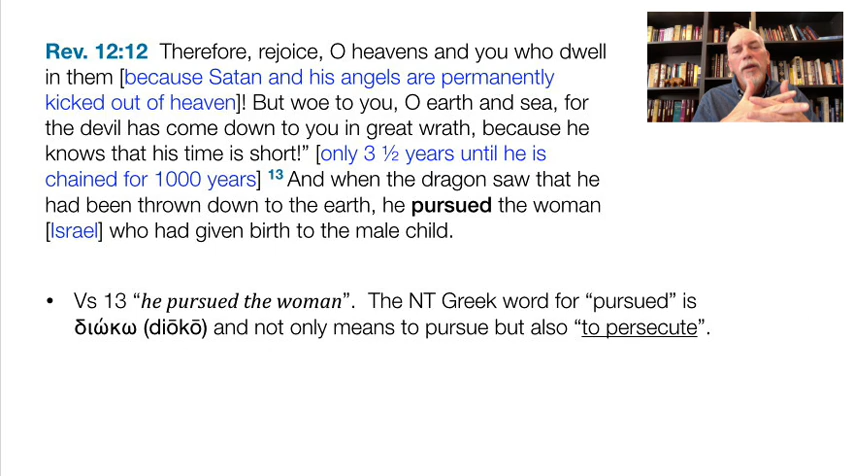 Rev. 12:12 Therefore, rejoice, O heavens and you who dwell
in them [because Satan and his angels are permanently
kicked out of heaven]! But woe to you, O earth and sea, for
the devil has come down to you in great wrath, because he
knows that his time is short!” [only 3 ½ years until he is
chained for 1000 years] 13 And when the dragon saw that he
had been thrown down to the earth, he pursued the woman
[Israel] who had given birth to the male child.
• Vs 13 “he pursued the woman”. The NT Greek word for “pursued” is
διώκω (diōkō) and not only means to pursue but also “to persecute”.